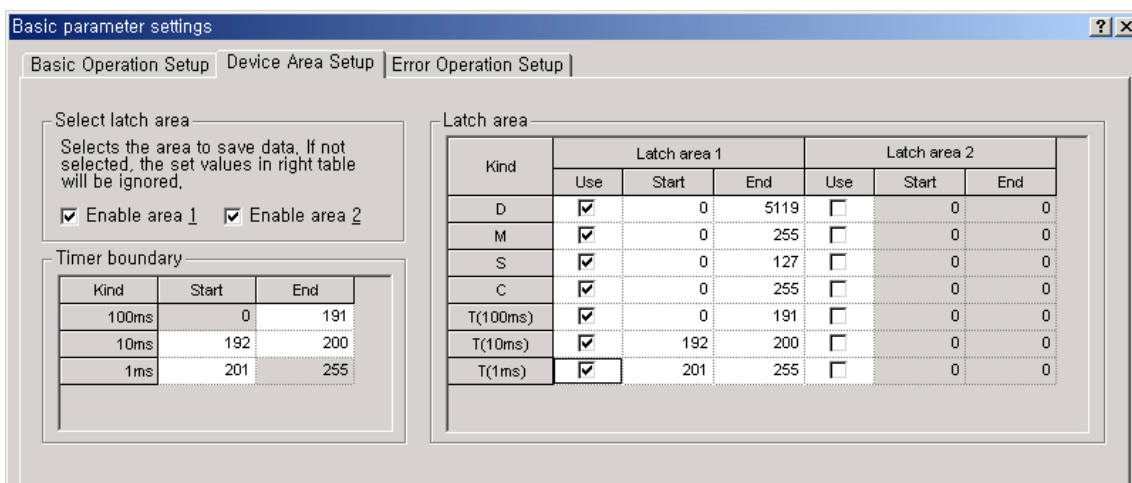 Basic parameter settings
? ×
Basic Operation Setup Device Area Setup Error Operation Setup
Select latch area
Selects the area to save data, If not
selected, the set values in right table
will be ignored,
Enable area 1 Enable area 2
Timer boundary
Kind Start End
100ms 0 191
10ms 192 200
1ms 201 255
Latch area
Kind Latch area 1 Latch area 2
Use Start End Use Start End
D 0 5119 0 0
M 0 255 0 0
S 0 127 0 0
C 0 255 0 0
T(100ms) 0 191 0 0
T(10ms) 192 200 0 0
T(1ms) 201 255 0 0